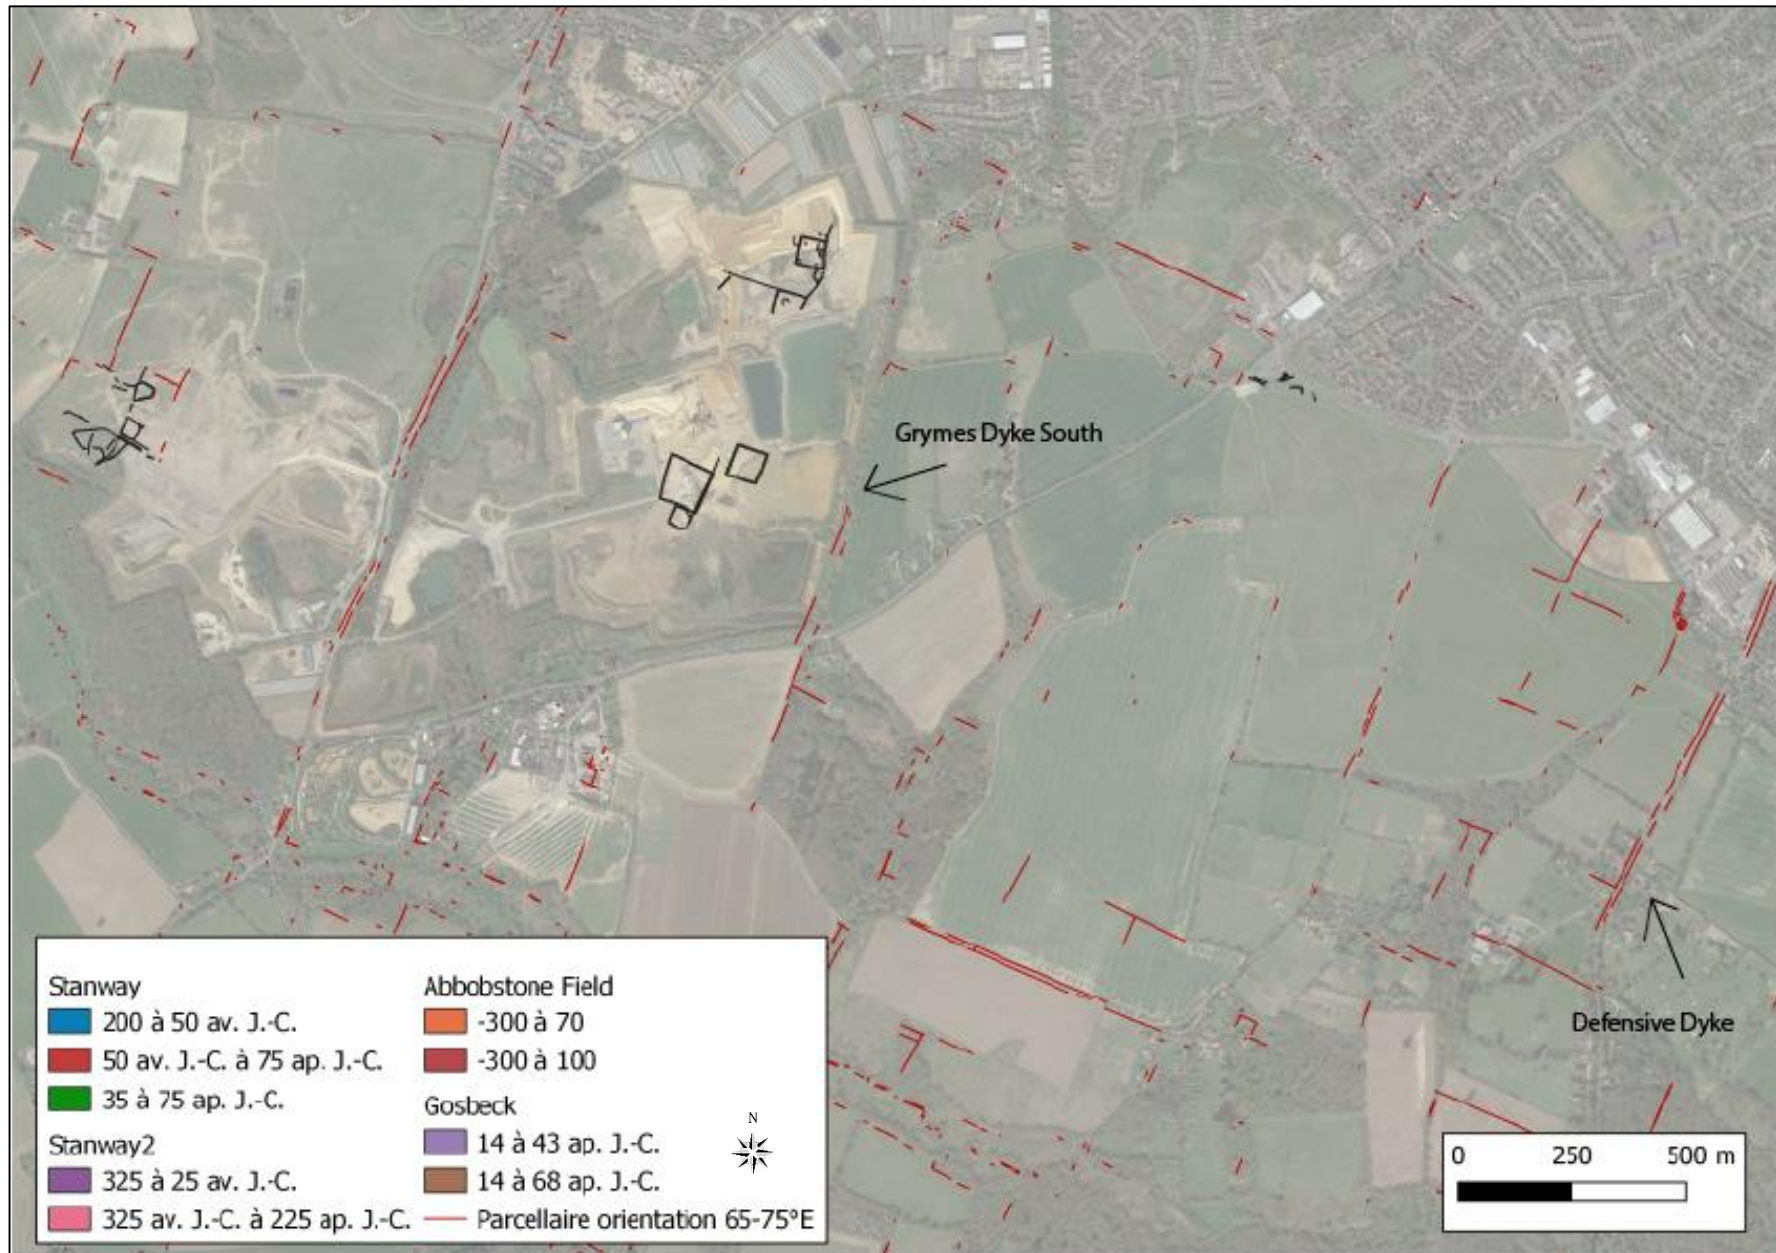 Grymes Dyke South
Defensive Dyke
Stanway
200 à 50 av. J.-C.
50 av. J.-C. à 75 ap. J.-C.
35 à 75 ap. J.-C.
Stanway2
325 à 25 av. J.-C.
325 av. J.-C. à 225 ap. J.-C.
Abbobstone Field
-300 à 70
-300 à 100
Gosbeck
14 à 43 ap. J.-C.
14 à 68 ap. J.-C.
Parcellaire orientation 65-75°E
N
0 250 500 m